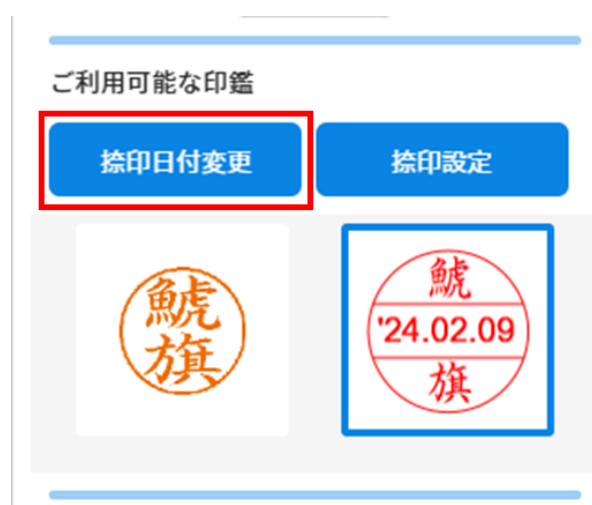 ご利用可能な印鑑
捺印日付変更
捺印設定
鯱
旗
鯱
'24.02.09
旗